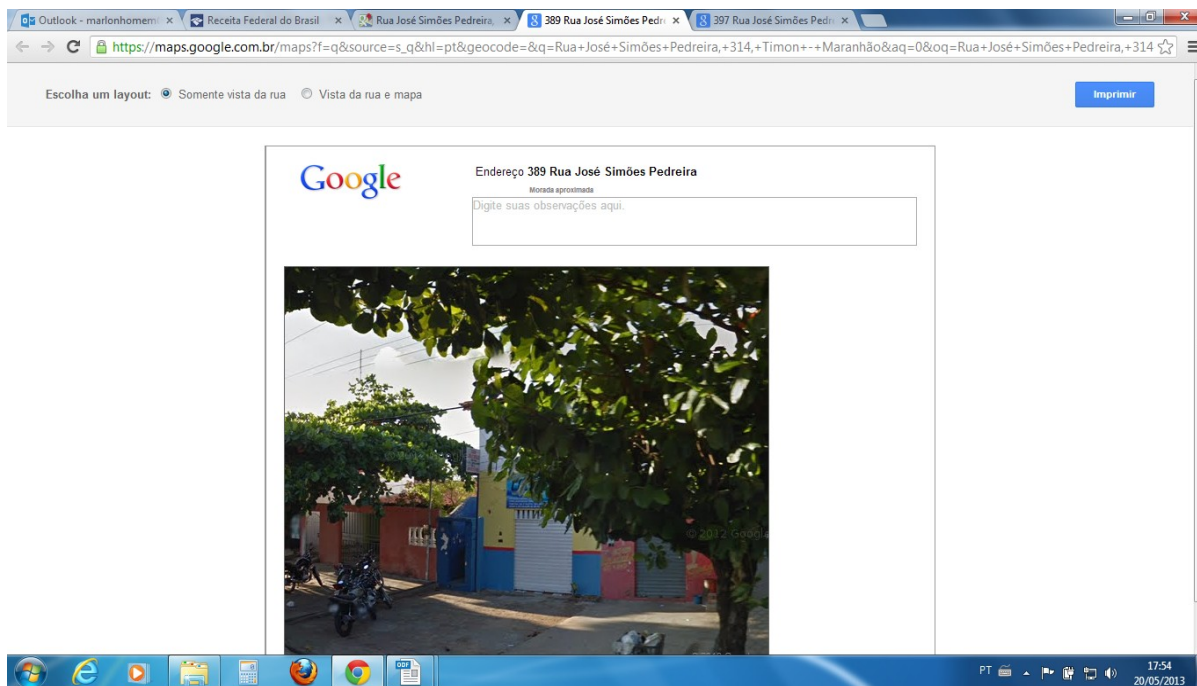 Outlook - marlonhomem
Receita Federal do Brasil
Rua José Simões Pedreira,
389 Rua José Simões Pedr
397 Rua José Simões Pedr
https://maps.google.com.br/maps?f=q&source=s_q&hl=pt&geocode=&q=Rua+José+Simões+Pedreira,+314,+Timon+-+Maranhão&aq=0&oq=Rua+José+Simões+Pedreira,+314
Escolha um layout: Somente vista da rua Vista da rua e mapa
Imprimir
Google
Endereço 389 Rua José Simões Pedreira
Morada aproximada
Digite suas observações aqui.
© 2012 Google
ODF
PT
17:54
20/05/2013